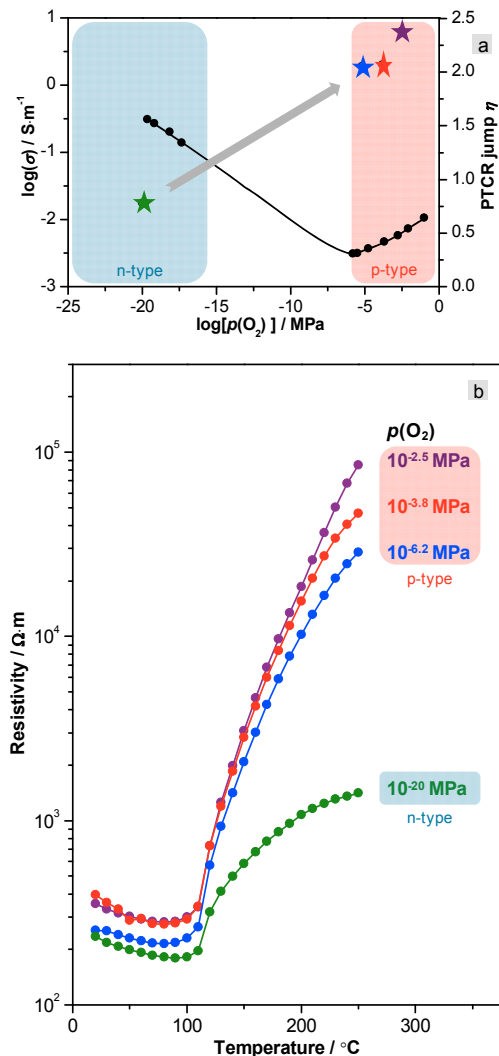 a
log(σ) / S·m⁻¹
1
0
-1
-2
-3
2.5
2.0
1.5
1.0
0.5
0.0
PTCR jump η
n-type
p-type
-25 -20 -15 -10 -5 0
log[p(O₂) ] / MPa
b
p(O₂)
10⁻²·⁵ MPa
10⁻³·⁸ MPa
10⁻⁶·² MPa
p-type
10⁻²⁰ MPa
n-type
Resistivity / Ω·m
10⁵
10⁴
10³
10²
0 100 200 300
Temperature / °C